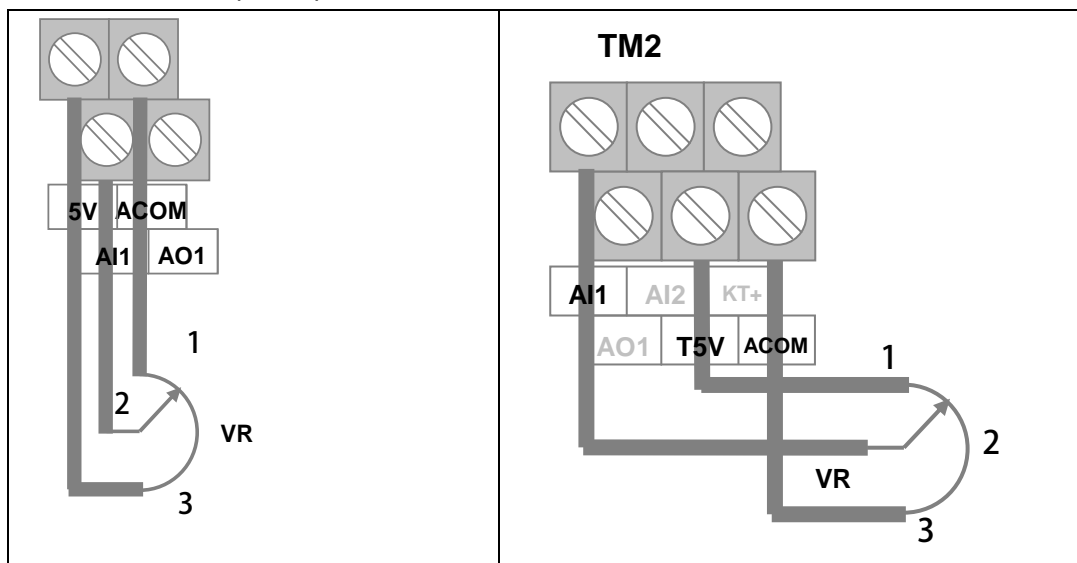 5V ACOM
AI1 AO1
1
2
VR
3
TM2
AI1 AI2 KT+
AO1 T5V ACOM
1
2
VR
3